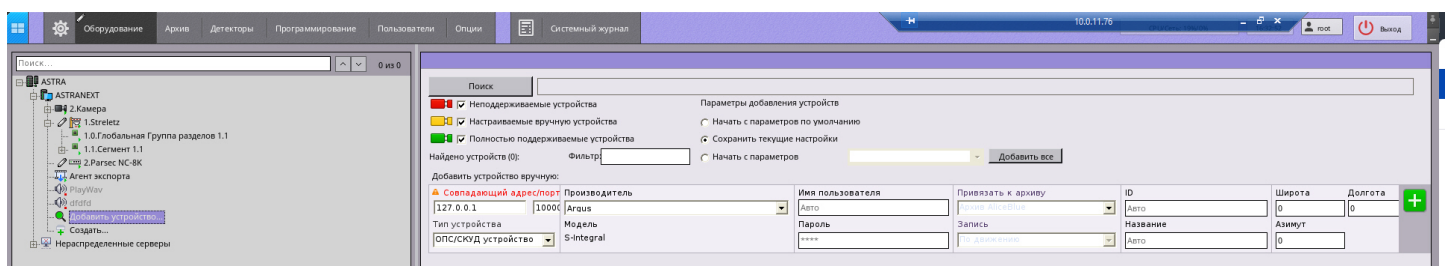 10.0.11.76
Оборудование Архив Детекторы Программирование Пользователи Опции Системный журнал root Выход
Поиск... 0 из 0
ASTRA
ASTRANEXT
2.Камера
1.Streletz
1.0.Глобальная Группа разделов 1.1
1.1.Сегмент 1.1
2.Parsec NC-8K
Агент экспорта
PlayWav
dfdfd
Добавить устройство...
Создать...
Нераспределенные серверы
Поиск
Неподдерживаемые устройства Параметры добавления устройств
Настраиваемые вручную устройства Начать с параметров по умолчанию
Полностью поддерживаемые устройства Сохранить текущие настройки
Найдено устройств (0): Фильтр: Начать с параметров Добавить все
Добавить устройство вручную:
Совпадающий адрес/порт Производитель Имя пользователя Привязать к архиву ID Широта Долгота
127.0.0.1 10000 Argus Авто Архив AliceBlue Авто 0 0
Тип устройства Модель Пароль Запись Название Азимут
ОПС/СКУД устройство S-Integral **** По движению Авто 0